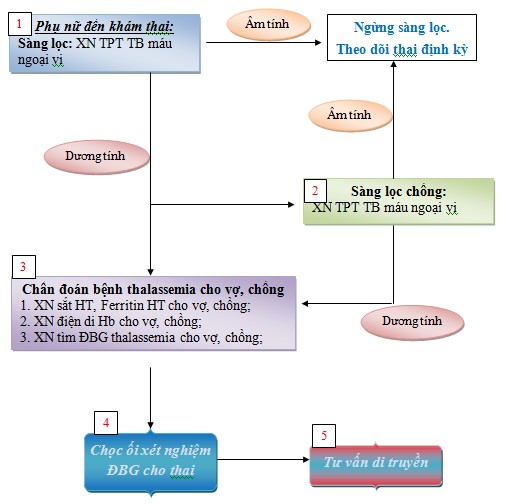 1
Phụ nữ đến khám thai:
Sàng lọc: XN TPT TB máu
ngoại vi
Âm tính
Ngừng sàng lọc.
Theo dõi thai định kỳ
Âm tính
Dương tính
2
Sàng lọc chồng:
XN TPT TB máu ngoại vi
3
Chẩn đoán bệnh thalassemia cho vợ, chồng
1. XN sắt HT, Ferritin HT cho vợ, chồng;
2. XN điện di Hb cho vợ, chồng;
3. XN tìm ĐBG thalassemia cho vợ, chồng;
Dương tính
4
Chọc ối xét nghiệm
ĐBG cho thai
5
Tư vấn di truyền